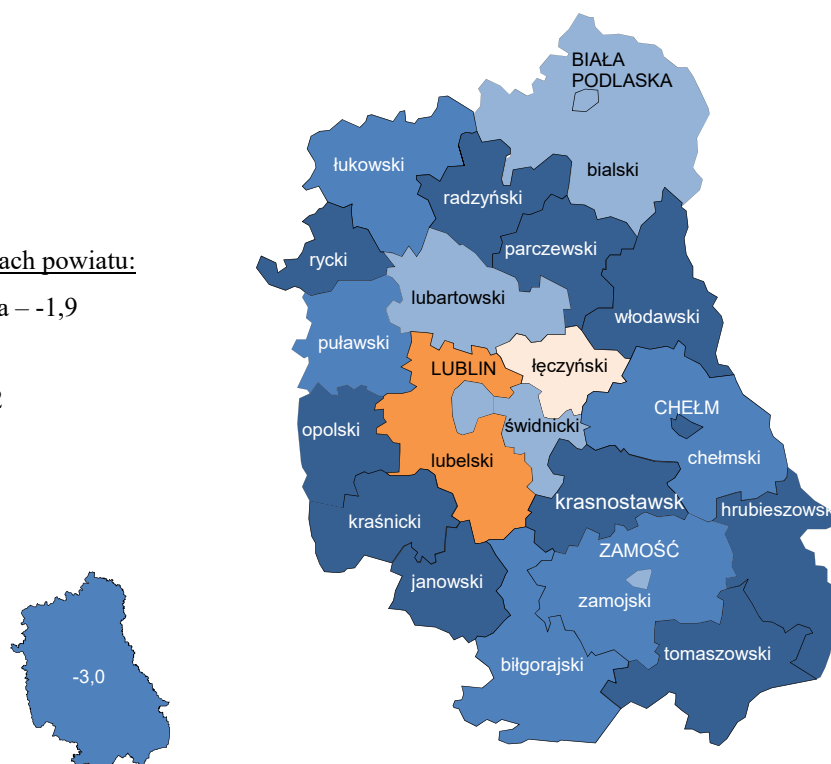 BIAŁA
PODLASKA
łukowski
bialski
radzyński
ach powiatu:
rycki
parczewski
a – -1,9
lubartowski
włodawski
puławski
LUBLIN
łęczyński
2
CHEŁM
opolski
świdnicki
lubelski
chełmski
krasnostawsk
hrubieszowsk
kraśnicki
ZAMOŚĆ
janowski
zamojski
tomaszowski
biłgorajski
-3,0